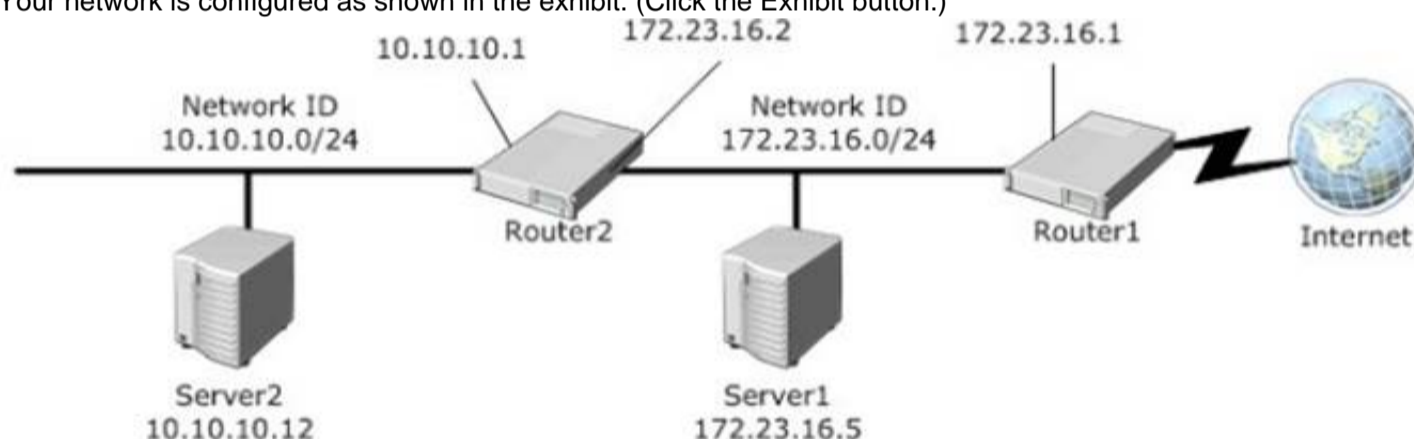 Your network is configured as shown in the exhibit. (Click the Exhibit button.)
10.10.10.1
172.23.16.2
172.23.16.1
Network ID
10.10.10.0/24
Network ID
172.23.16.0/24
Router2
Router1
Internet
Server2
10.10.10.12
Server1
172.23.16.5